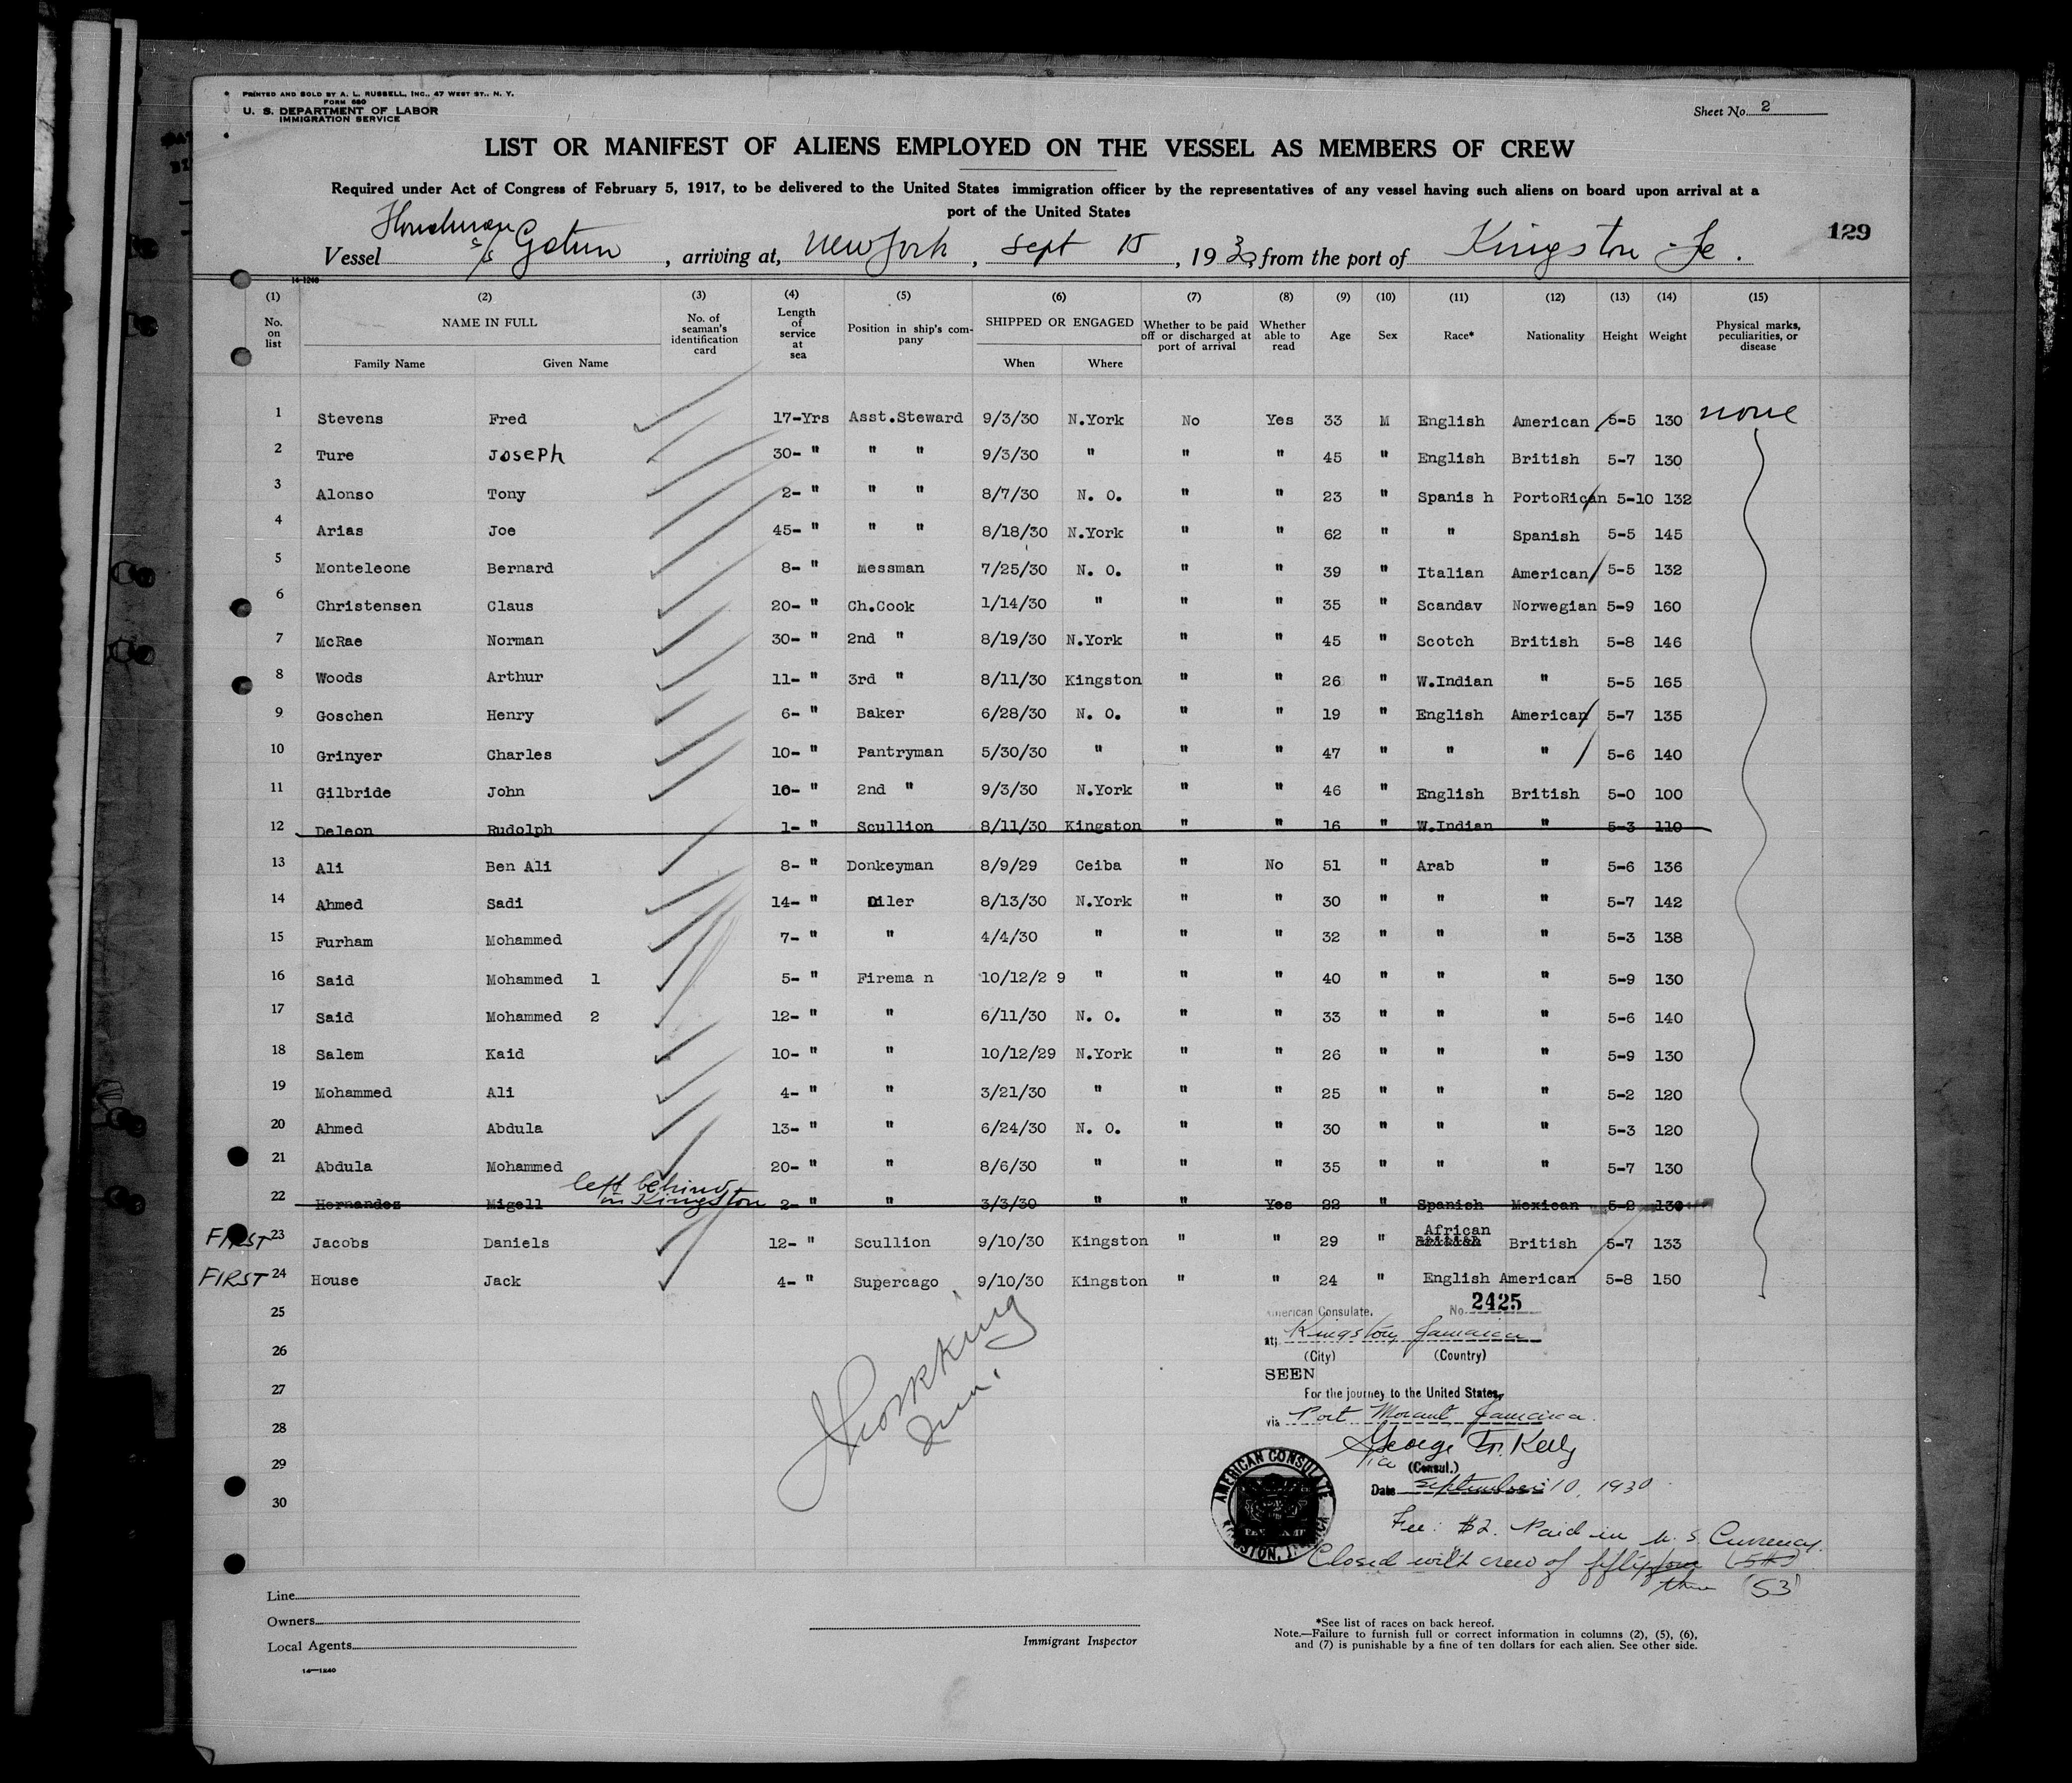 PRINTED AND SOLD BY A. L. RUSSELL, INC., 47 WEST ST., N. Y.
FORM 680
U. S. DEPARTMENT OF LABOR
IMMIGRATION SERVICE
Sheet No. 2
LIST OR MANIFEST OF ALIENS EMPLOYED ON THE VESSEL AS MEMBERS OF CREW
Required under Act of Congress of February 5, 1917, to be delivered to the United States immigration officer by the representatives of any vessel having such aliens on board upon arrival at a
port of the United States
129
Honduran
Vessel s/s Gatun, arriving at, New York, Sept 15, 1930, from the port of Kingston Ja.
14-1240
(1) (2) (3) (4) (5) (6) (7) (8) (9) (10) (11) (12) (13) (14) (15)
No. on list NAME IN FULL Family Name Given Name No. of seaman's identification card Length of service at sea Position in ship's company SHIPPED OR ENGAGED When Where Whether to be paid off or discharged at port of arrival Whether able to read Age Sex Race* Nationality Height Weight Physical marks, peculiarities, or disease
1 Stevens Fred 17-Yrs Asst.Steward 9/3/30 N.York No Yes 33 M English American 5-5 130 none
2 Ture Joseph 30- " " " 9/3/30 " " " 45 " English British 5-7 130
3 Alonso Tony 2- " " " 8/7/30 N. O. " " 23 " Spanis h PortoRican 5-10 132
4 Arias Joe 45- " " " 8/18/30 N.York " " 62 " " Spanish 5-5 145
5 Monteleone Bernard 8- " Messman 7/25/30 N. O. " " 39 " Italian American 5-5 132
6 Christensen Claus 20- " Ch.Cook 1/14/30 " " " 35 " Scandav Norwegian 5-9 160
7 McRae Norman 30- " 2nd " 8/19/30 N.York " " 45 " Scotch British 5-8 146
8 Woods Arthur 11- " 3rd " 8/11/30 Kingston " " 26 " W.Indian " 5-5 165
9 Goschen Henry 6- " Baker 6/28/30 N. O. " " 19 " English American 5-7 135
10 Grinyer Charles 10- " Pantryman 5/30/30 " " " 47 " " " 5-6 140
11 Gilbride John 10- " 2nd " 9/3/30 N.York " " 46 " English British 5-0 100
12 Deleon Rudolph 1- " Scullion 8/11/30 Kingston " " 16 " W.Indian " 5-3 110
13 Ali Ben Ali 8- " Donkeyman 8/9/29 Ceiba " No 51 " Arab " 5-6 136
14 Ahmed Sadi 14- " Oiler 8/13/30 N.York " " 30 " " " 5-7 142
15 Furham Mohammed 7- " " 4/4/30 " " " 32 " " " 5-3 138
16 Said Mohammed 1 5- " Firema n 10/12/2 9 " " " 40 " " " 5-9 130
17 Said Mohammed 2 12- " " 6/11/30 N. O. " " 33 " " " 5-6 140
18 Salem Kaid 10- " " 10/12/29 N.York " " 26 " " " 5-9 130
19 Mohammed Ali 4- " " 3/21/30 " " " 25 " " " 5-2 120
20 Ahmed Abdula 13- " " 6/24/30 N. O. " " 30 " " " 5-3 120
21 Abdula Mohammed 20- " " 8/6/30 " " " 35 " " " 5-7 130
left behind
in Kingston
22 Hernandez Migell 2- " " 3/3/30 " " Yes 22 " Spanish Mexican 5-8 130
African
FIRST 23 Jacobs Daniels 12- " Scullion 9/10/30 Kingston " " 29 " British British 5-7 133
FIRST 24 House Jack 4- " Supercago 9/10/30 Kingston " " 24 " English American 5-8 150
25
26
27
28
29
30
American Consulate. No. 2425
at; Kingston, Jamaica
(City) (Country)
SEEN
For the journey to the United States,
via Port Morant Jamaica.
George Kelly
Vice (Consul.)
Date September 10, 1930
Fee: $2. Paid in U. S. Currency.
Closed with crew of fifty four (54)
three (53)
AMERICAN CONSULATE
KINGSTON, JAMAICA
Line
Owners
Local Agents
14-1240
Immigrant Inspector
*See list of races on back hereof.
Note.—Failure to furnish full or correct information in columns (2), (5), (6),
and (7) is punishable by a fine of ten dollars for each alien. See other side.